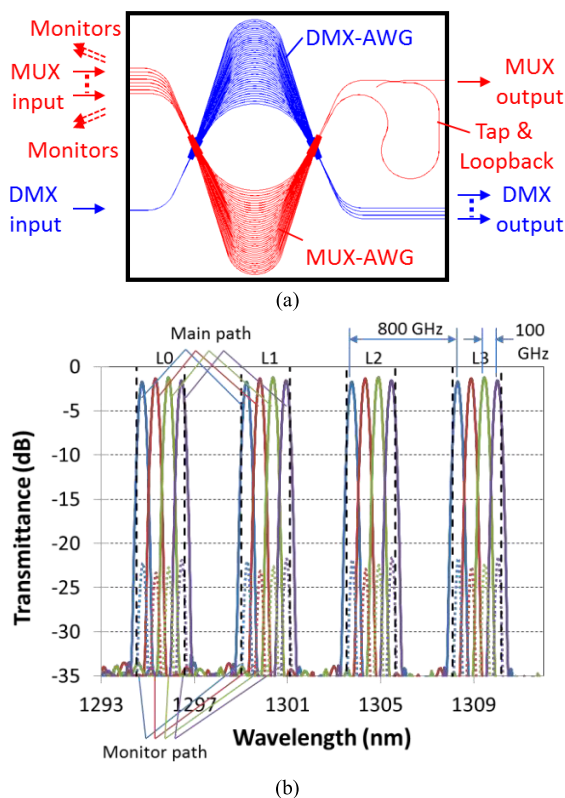 Monitors
MUX
input
Monitors
DMX
input
DMX-AWG
MUX-AWG
MUX
output
Tap &
Loopback
DMX
output
(a)
Main path
800 GHz
100
GHz
L0
L1
L2
L3
Transmittance (dB)
0
-5
-10
-15
-20
-25
-30
-35
1293
1297
1301
1305
1309
Monitor path
Wavelength (nm)
(b)